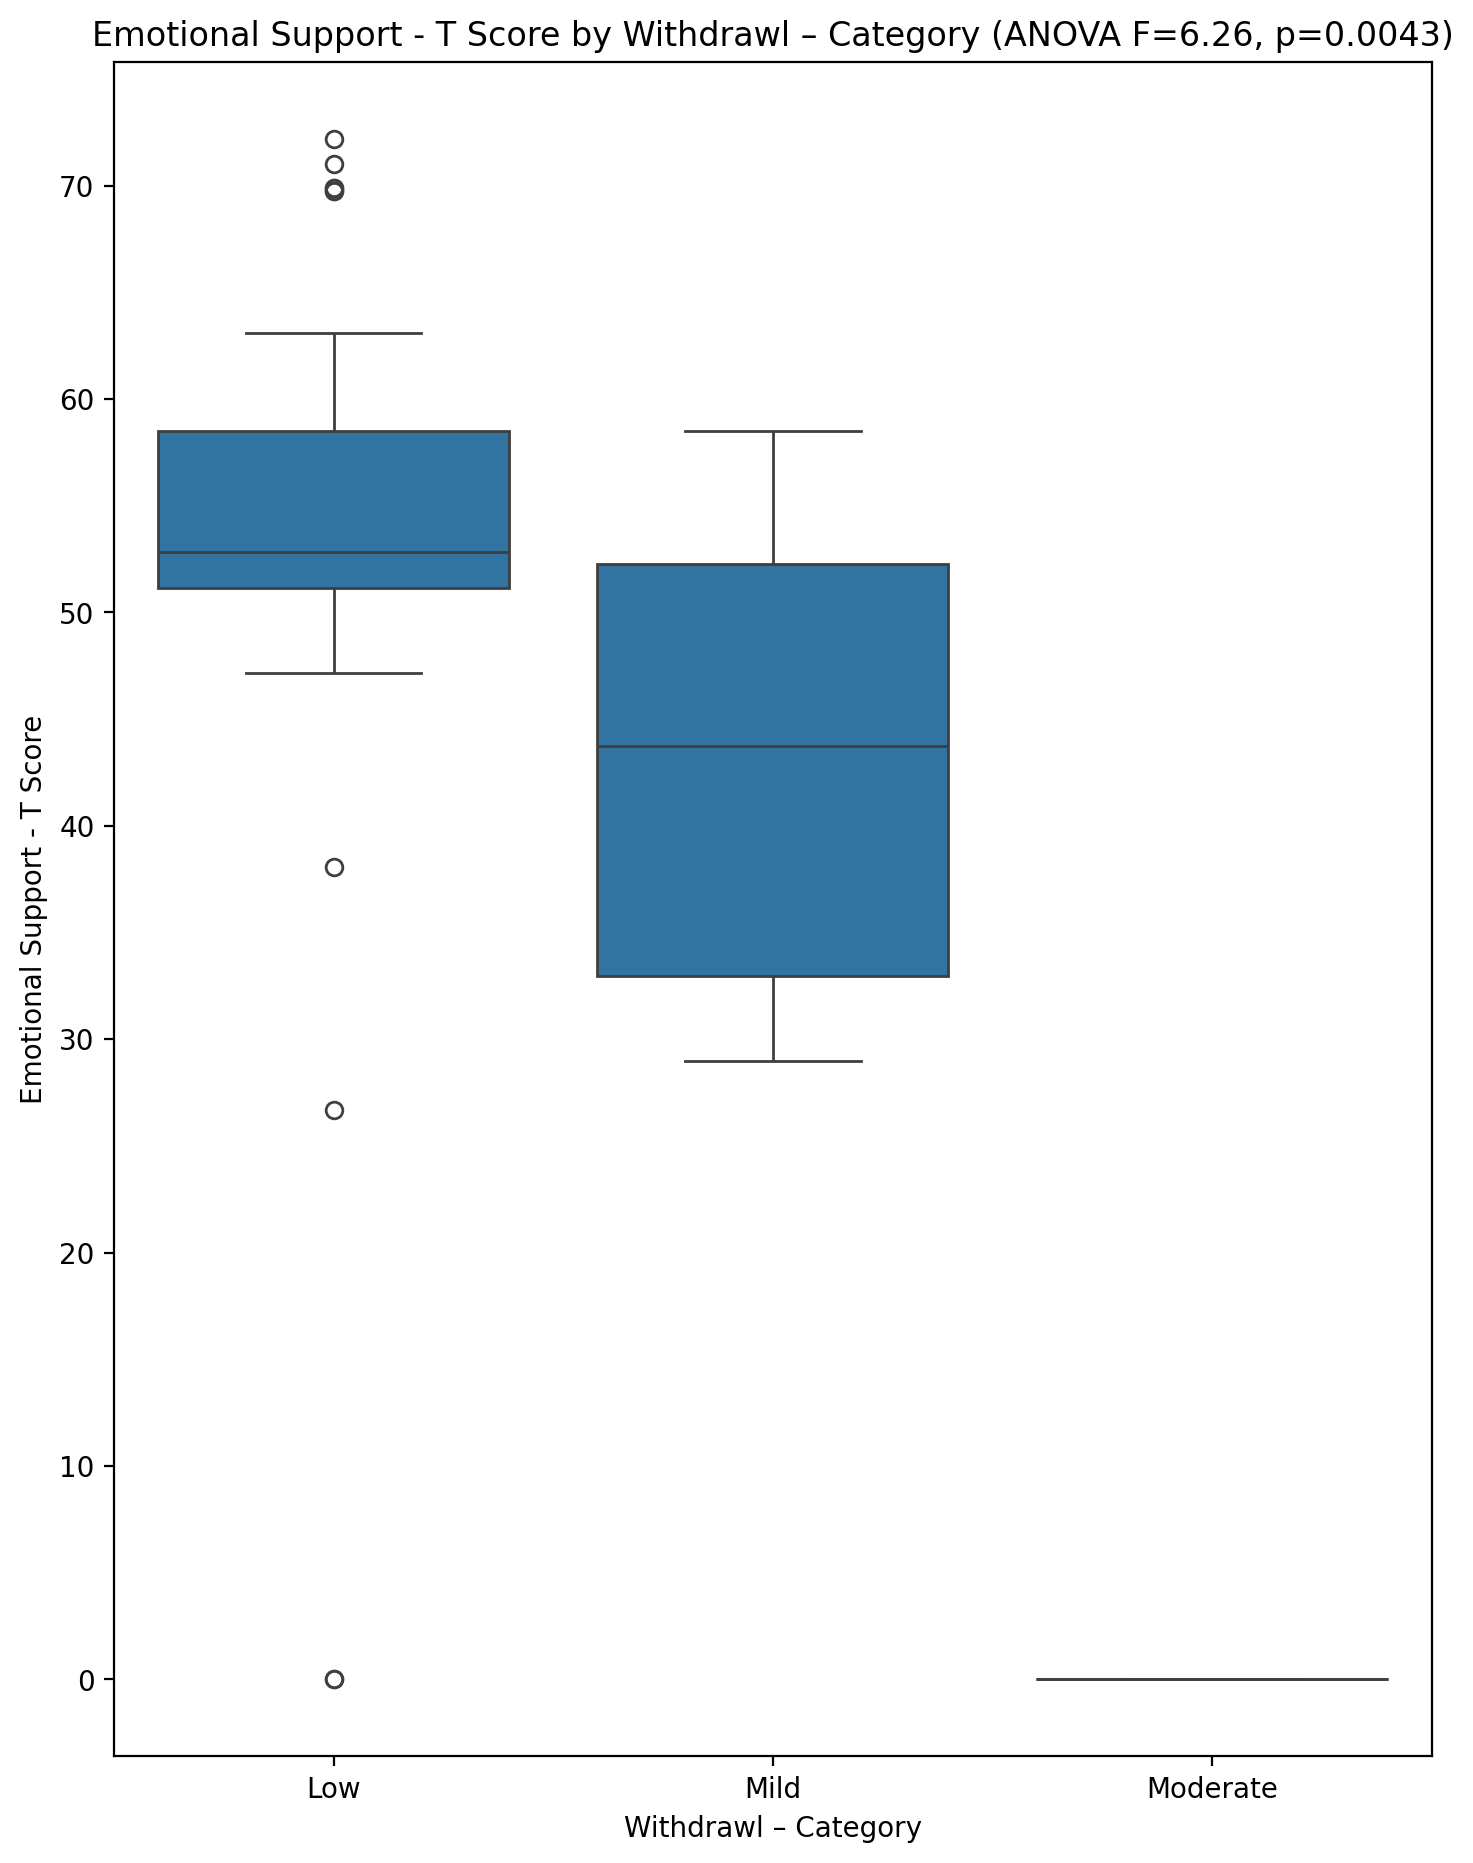 Emotional Support - T Score by Withdrawl – Category (ANOVA F=6.26, p=0.0043)
Emotional Support - T Score
70
60
50
40
30
20
10
0
Low Mild Moderate
Withdrawl – Category